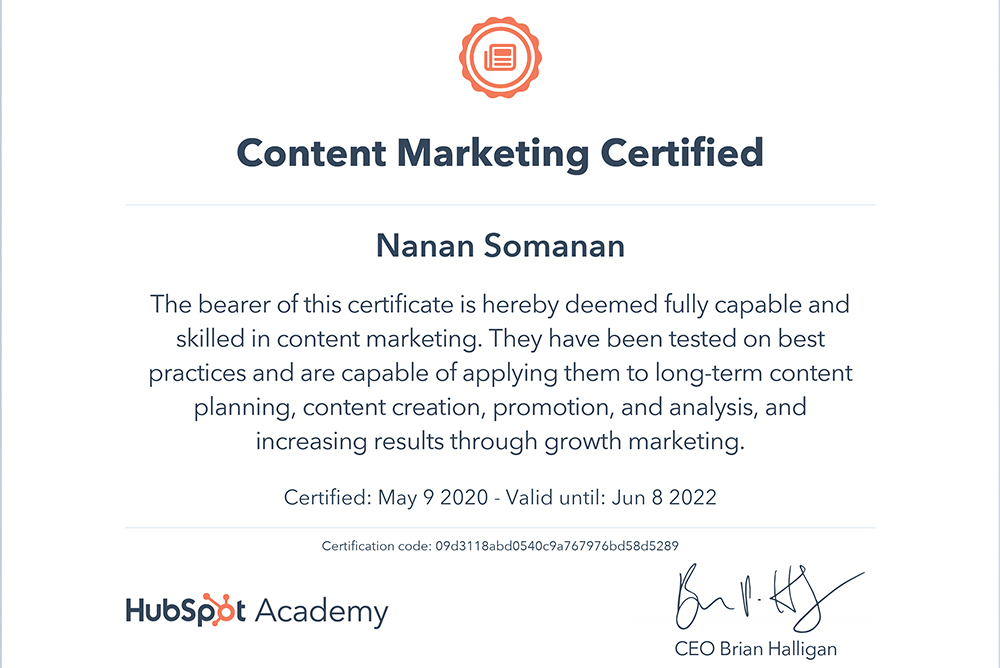 Content Marketing Certified
Nanan Somanan
The bearer of this certificate is hereby deemed fully capable and
skilled in content marketing. They have been tested on best
practices and are capable of applying them to long-term content
planning, content creation, promotion, and analysis, and
increasing results through growth marketing.
Certified: May 9 2020 - Valid until: Jun 8 2022
Certification code: 09d3118abd0540c9a767976bd58d5289
HubSpot Academy
CEO Brian Halligan